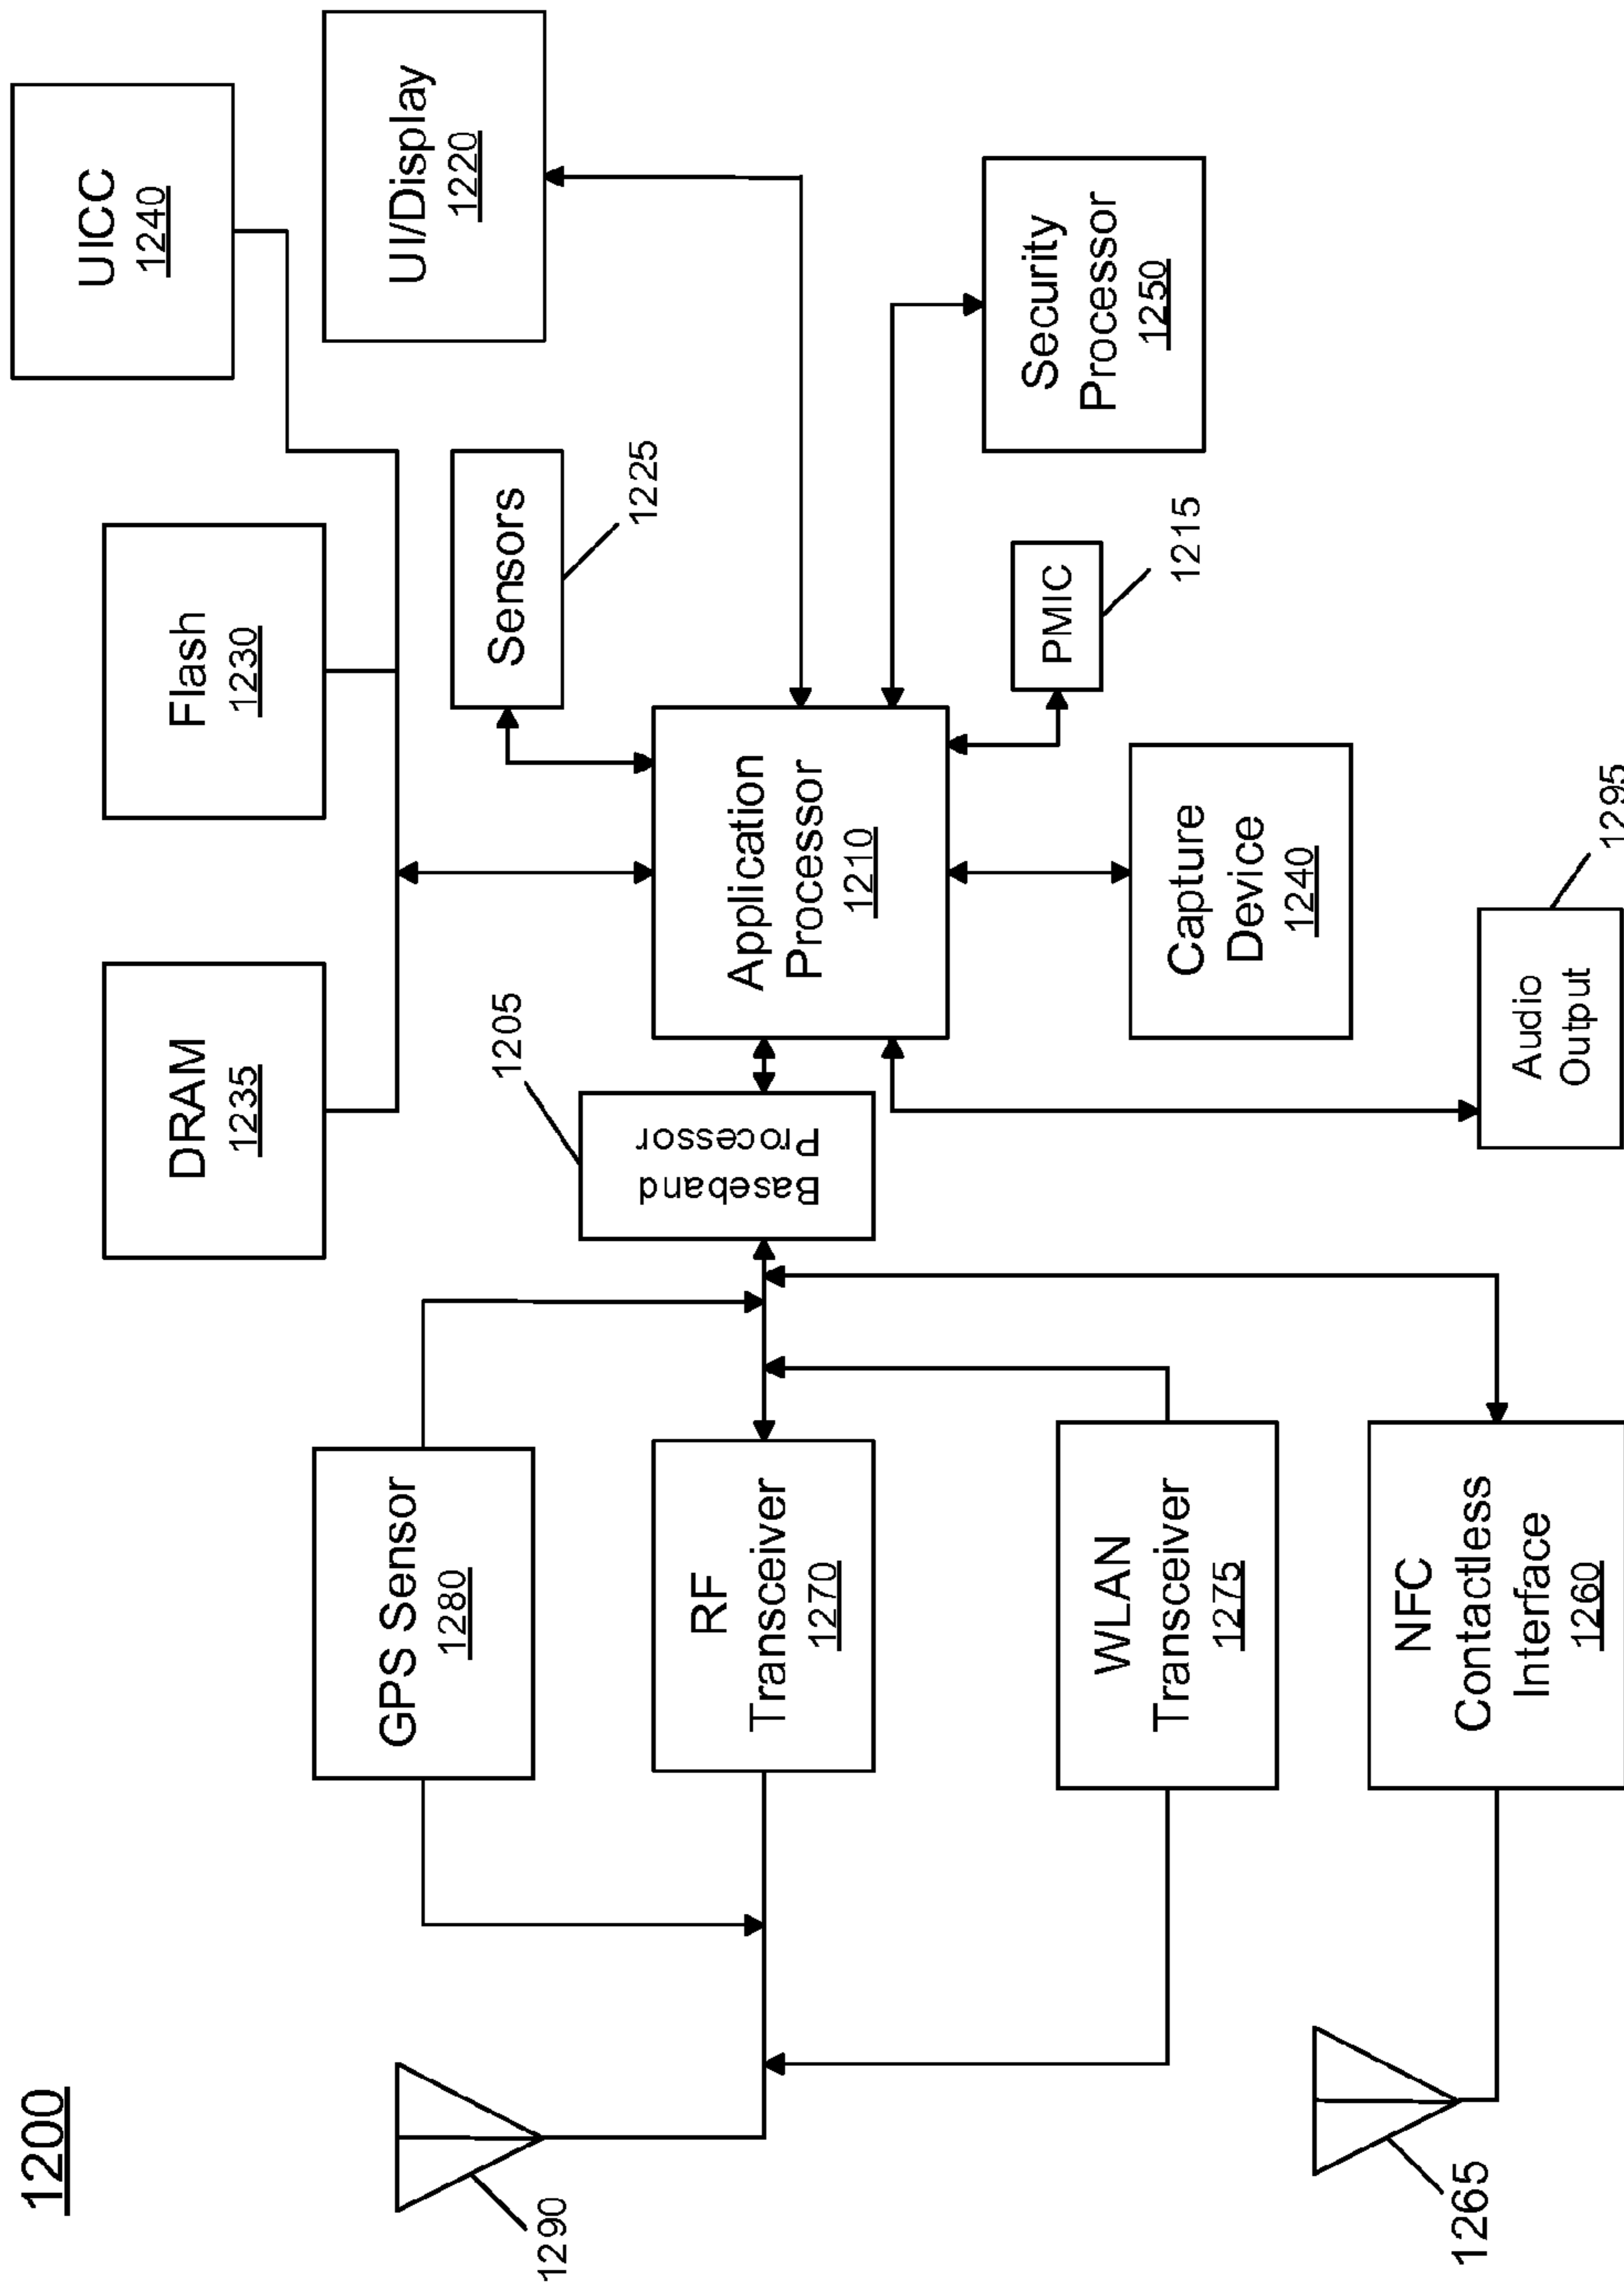 1200
UICC
1240
Flash
1230
DRAM
1235
UI/Display
1220
Sensors
1225
GPS Sensor
1280
1290
1205
Baseband
Processor
Application
Processor
1210
RF
Transceiver
1270
Security
Processor
1250
PMIC
1215
Capture
Device
1240
WLAN
Transceiver
1275
NFC
Contactless
Interface
1260
1265
Audio
Output
1295